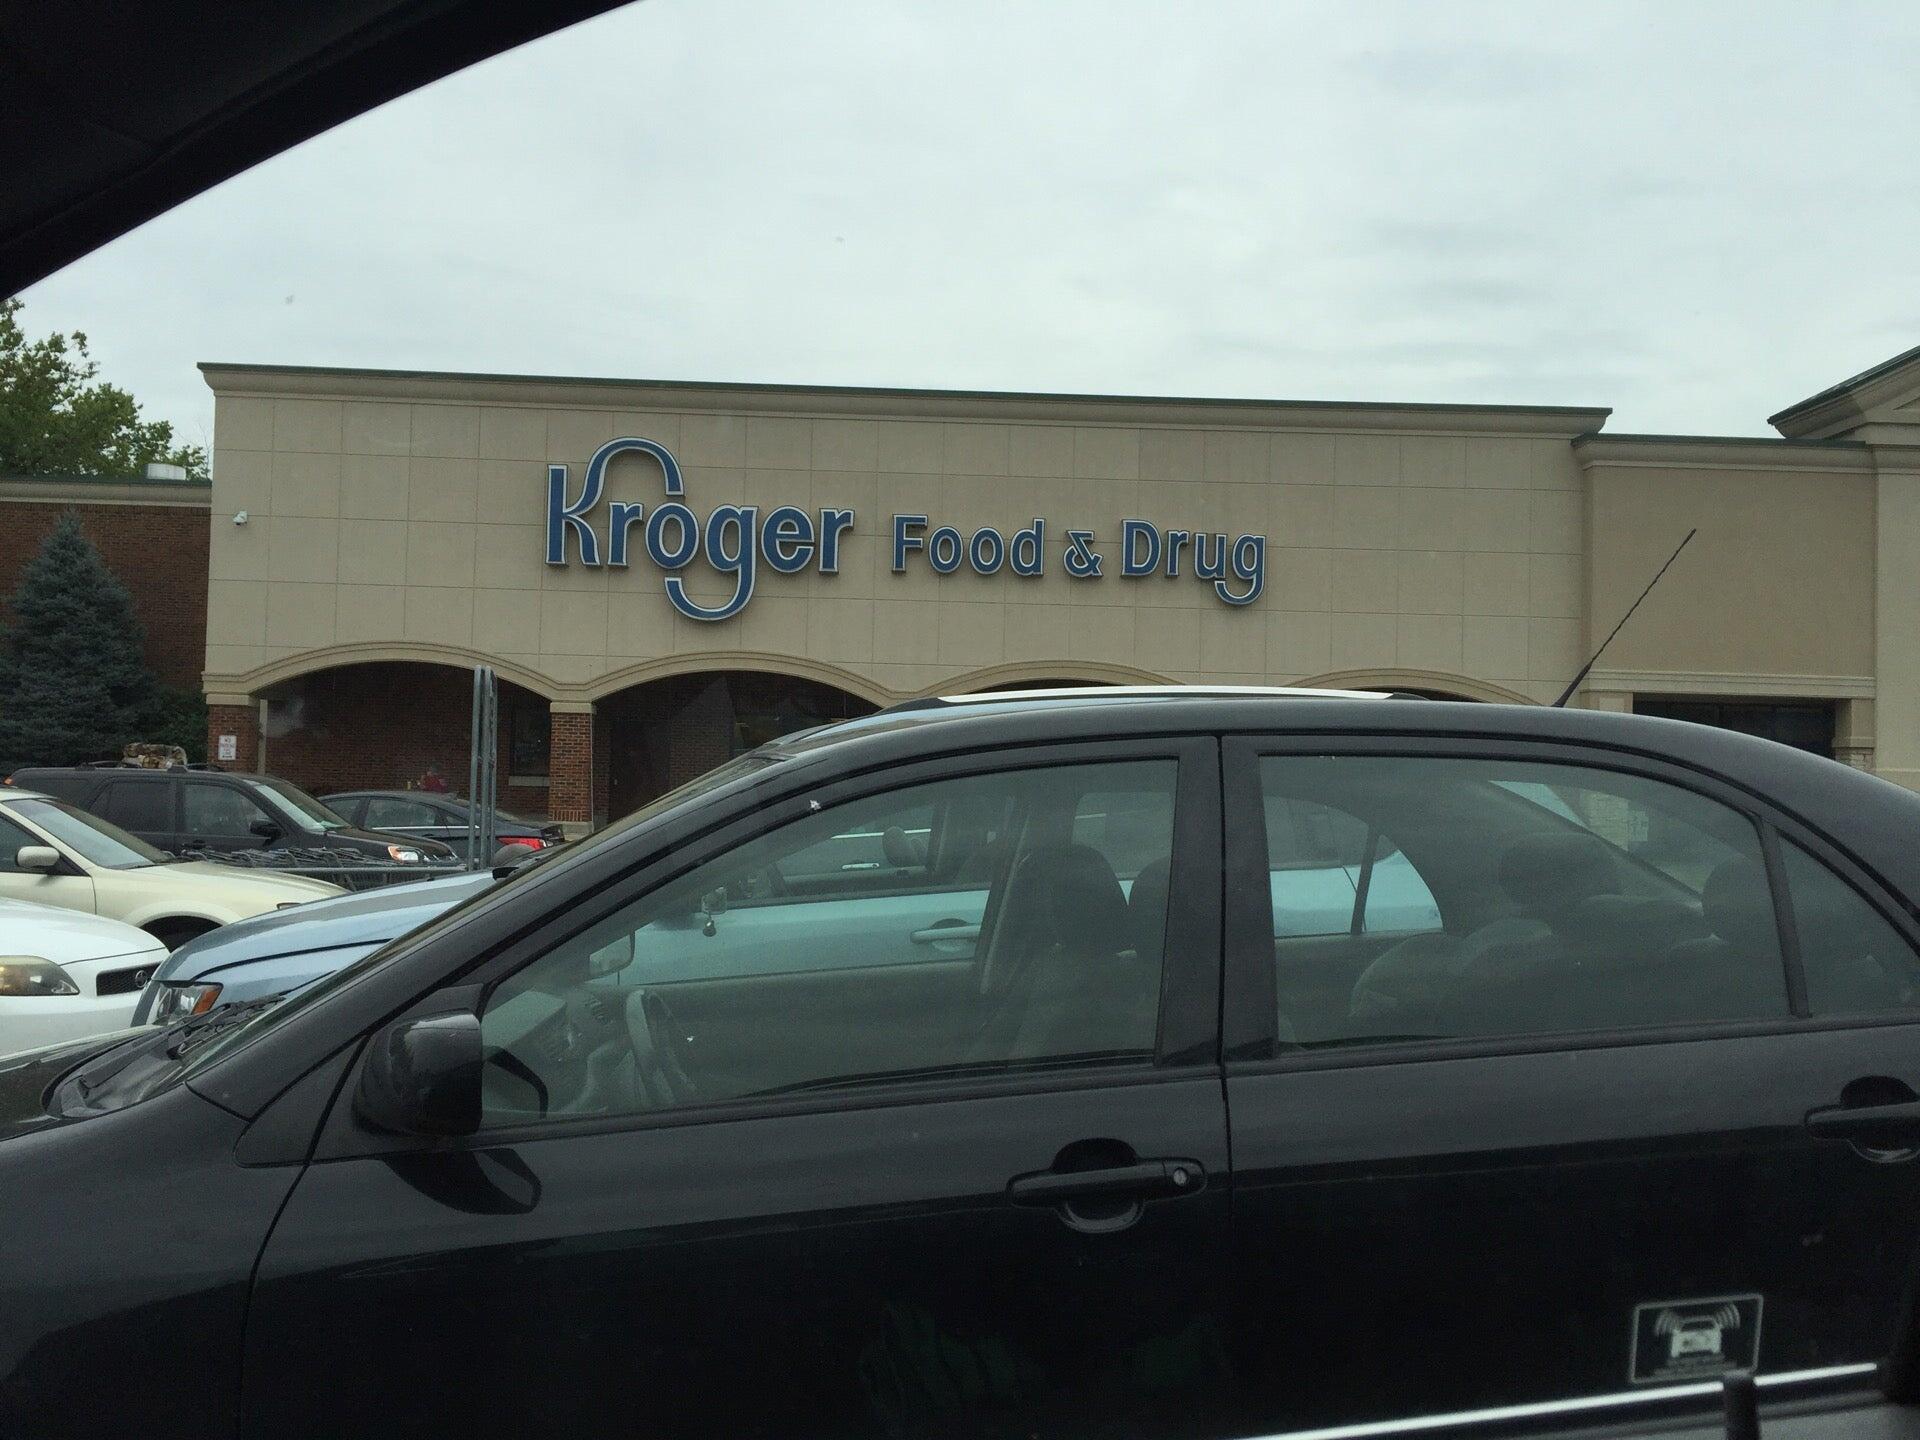 Kroger Food & Drug